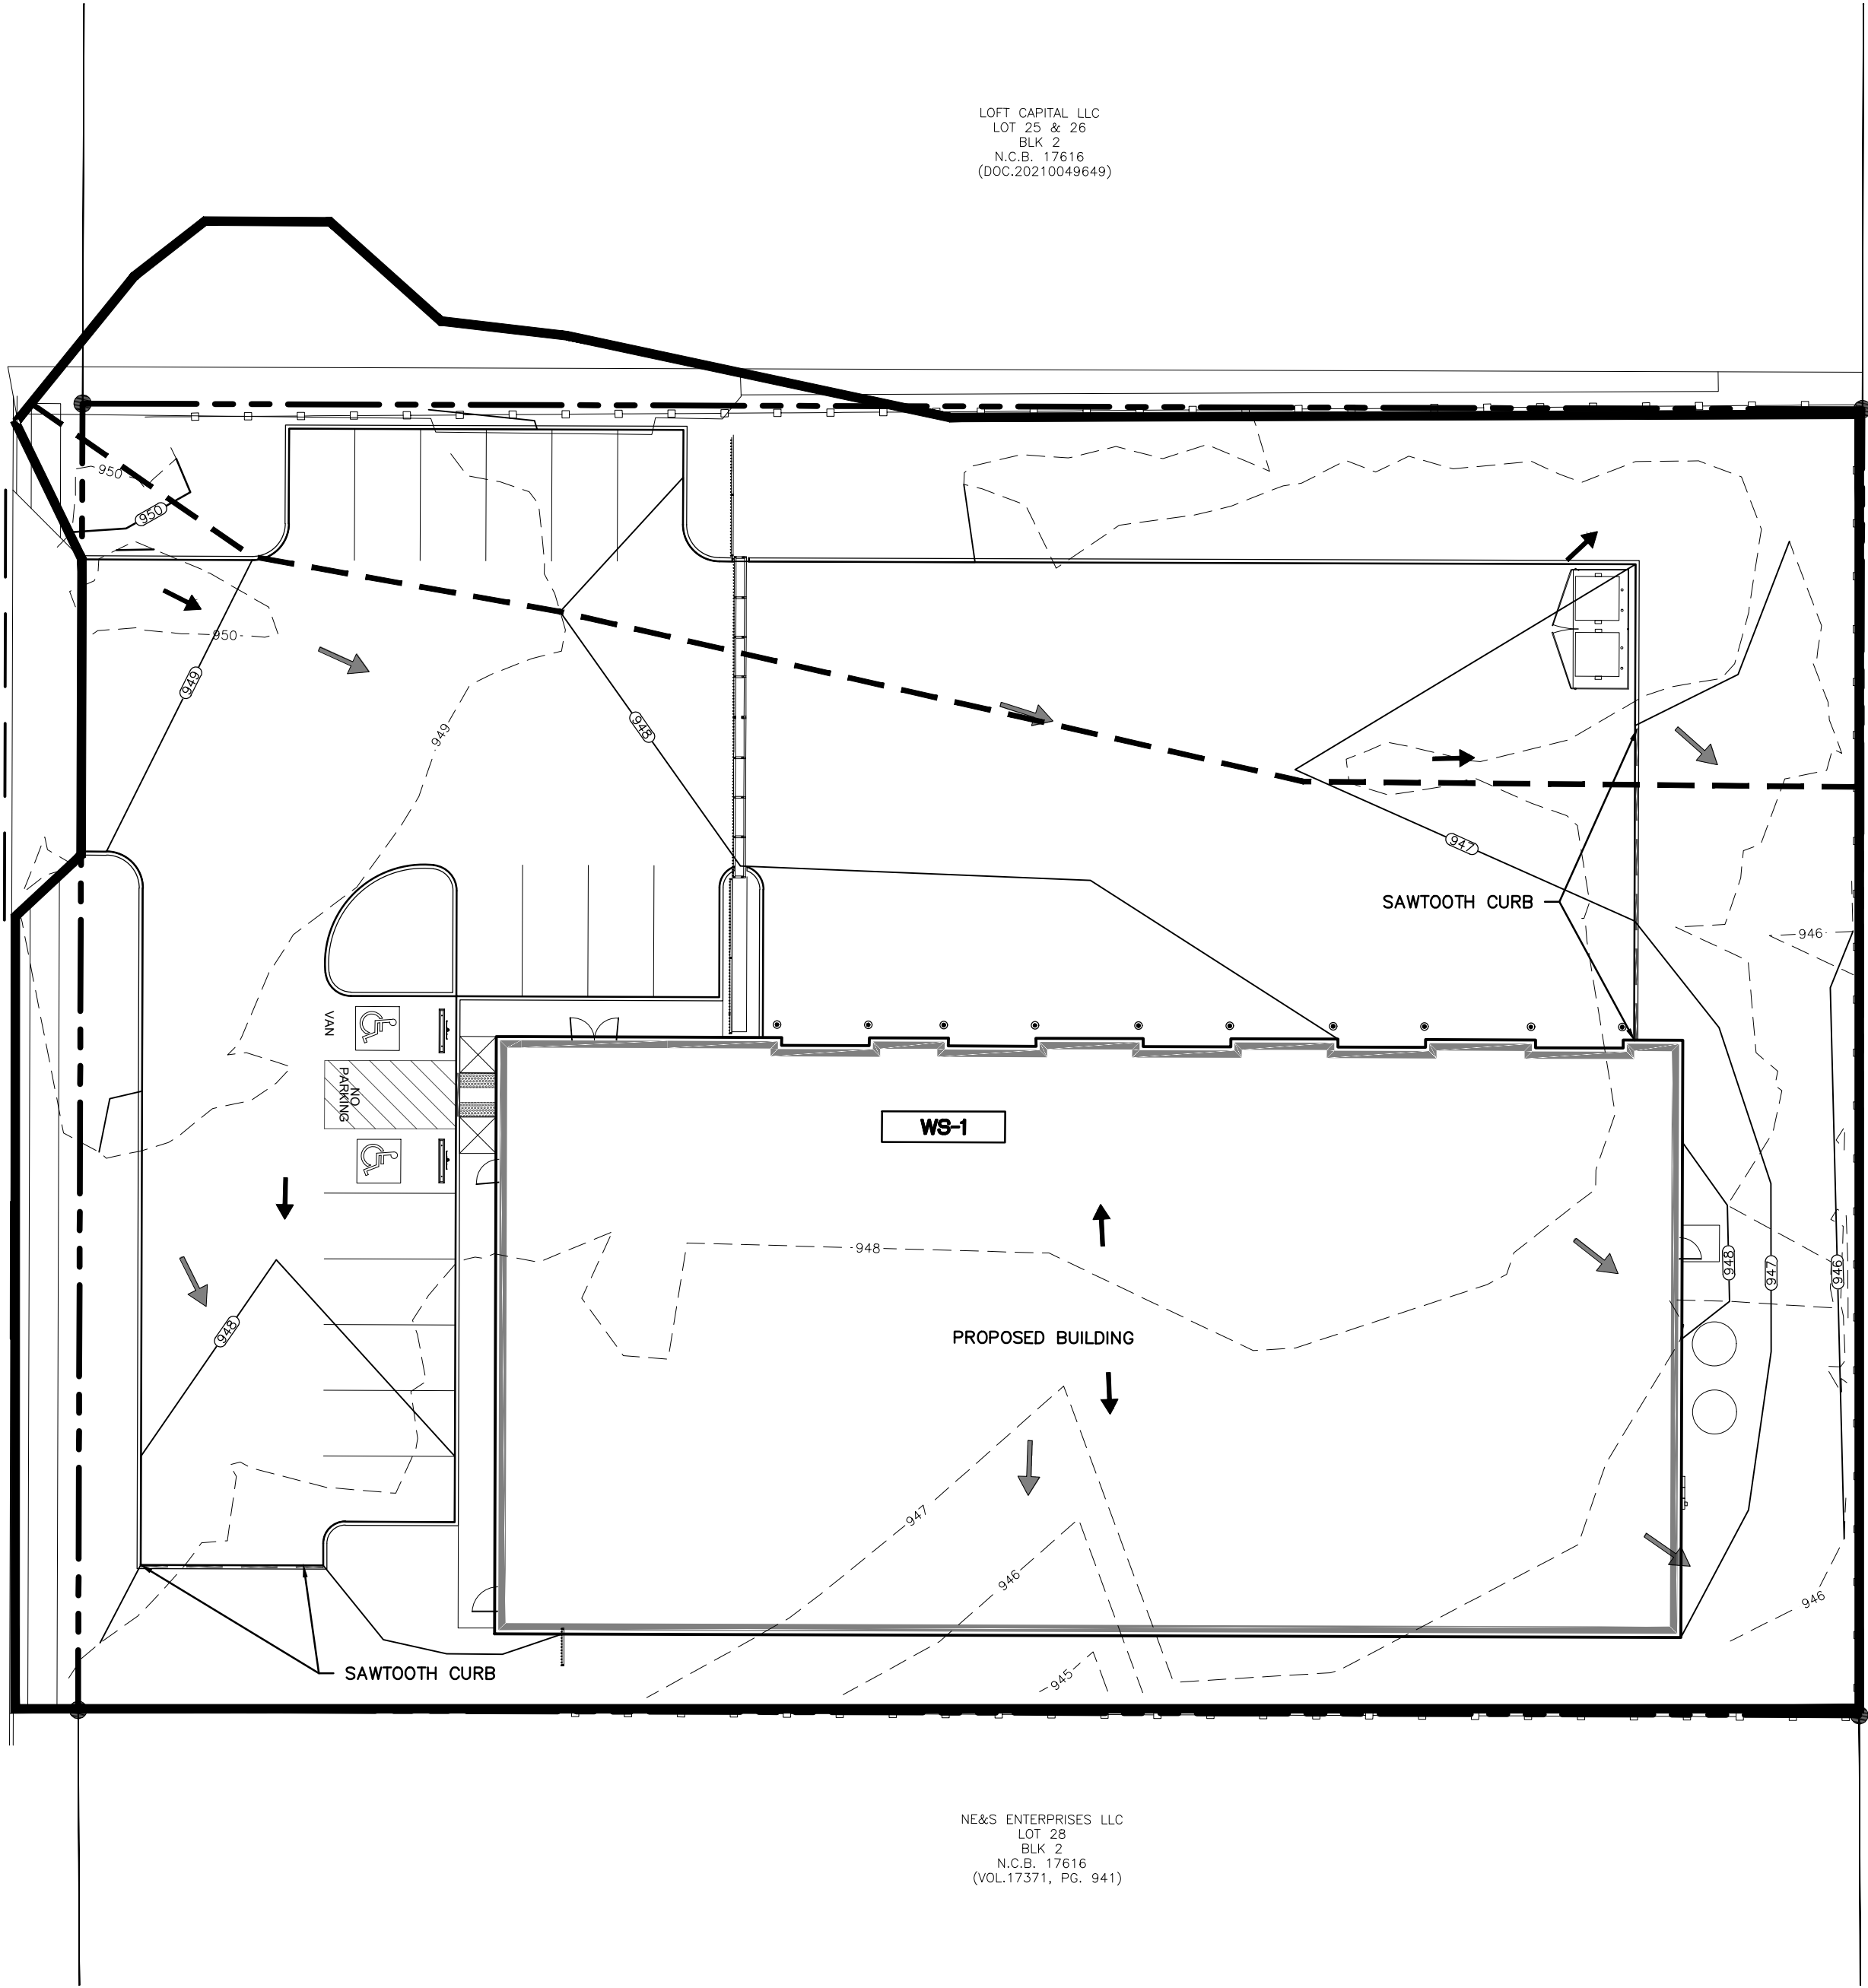 LOFT CAPITAL LLC
LOT 25 & 26
BLK 2
N.C.B. 17616
(DOC.20210049649)
950
950
950
949
949
948
947
SAWTOOTH CURB
946
VAN
NO
PARKING
WS-1
948
948
947
946
948
PROPOSED BUILDING
947
946
946
945
SAWTOOTH CURB
NE&S ENTERPRISES LLC
LOT 28
BLK 2
N.C.B. 17616
(VOL.17371, PG. 941)